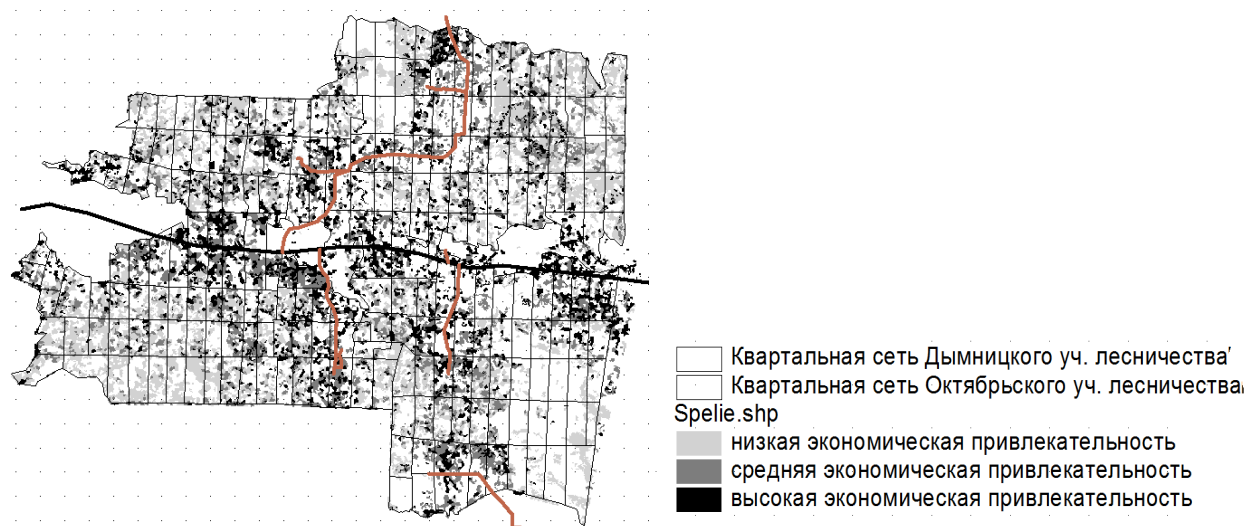 Квартальная сеть Дымницкого уч. лесничества'
Квартальная сеть Октябрьского уч. лесничества
Spelie.shp
низкая экономическая привлекательность
средняя экономическая привлекательность
высокая экономическая привлекательность